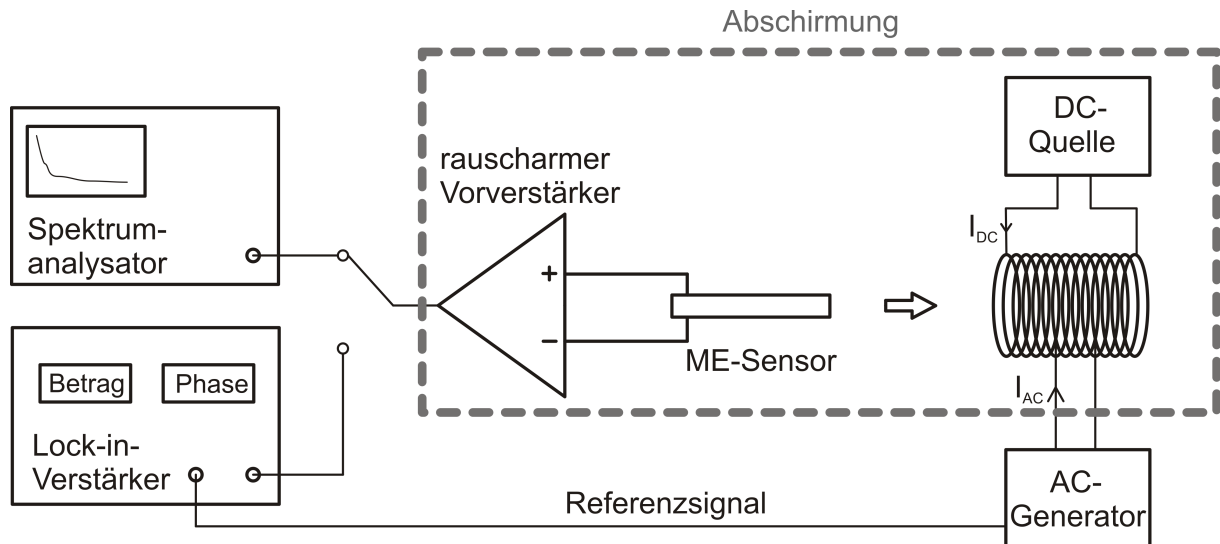 Abschirmung
DC-
Quelle
rauscharmer
Vorverstärker
Spektrum-
analysator
I_DC
+
−
ME-Sensor
Betrag
Phase
I_AC
Lock-in-
Verstärker
AC-
Generator
Referenzsignal